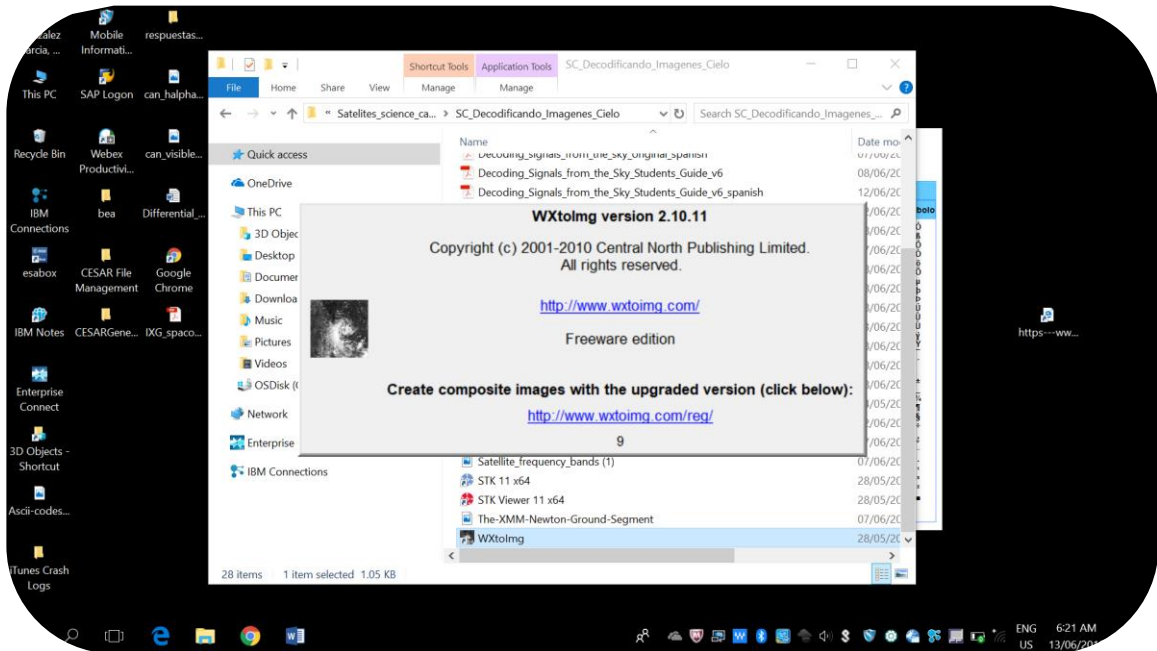 Mobile
Informati...
respuestas...
This PC
SAP Logon
can_halpha...
Recycle Bin
Webex
Productivi...
can_visible...
IBM
Connections
bea
Differential_...
esabox
CESAR File
Management
Google
Chrome
IBM Notes
CESARGene...
IXG_spaco...
Enterprise
Connect
3D Objects -
Shortcut
Ascii-codes...
iTunes Crash
Logs
Shortcut Tools
Application Tools
SC_Decodificando_Imagenes_Cielo
File
Home
Share
View
Manage
Manage
« Satelites_science_ca... > SC_Decodificando_Imagenes_Cielo
Search SC_Decodificando_Imagenes_...
Name
Date mo
Quick access
OneDrive
This PC
3D Objec
Desktop
Documen
Downloa
Music
Pictures
Videos
OSDisk (
Network
Enterprise
IBM Connections
Decoding_signals_from_the_sky_original_spanish
Decoding_Signals_from_the_Sky_Students_Guide_v6
08/06/20
Decoding_Signals_from_the_Sky_Students_Guide_v6_spanish
12/06/20
WXtoImg version 2.10.11
Copyright (c) 2001-2010 Central North Publishing Limited.
All rights reserved.
http://www.wxtoimg.com/
Freeware edition
Create composite images with the upgraded version (click below):
http://www.wxtoimg.com/reg/
9
Satellite_frequency_bands (1)
07/06/20
STK 11 x64
28/05/20
STK Viewer 11 x64
28/05/20
The-XMM-Newton-Ground-Segment
07/06/20
WXtoImg
28/05/20
28 items
1 item selected 1.05 KB
bolo
https---ww...
ENG
US
6:21 AM
13/06/201